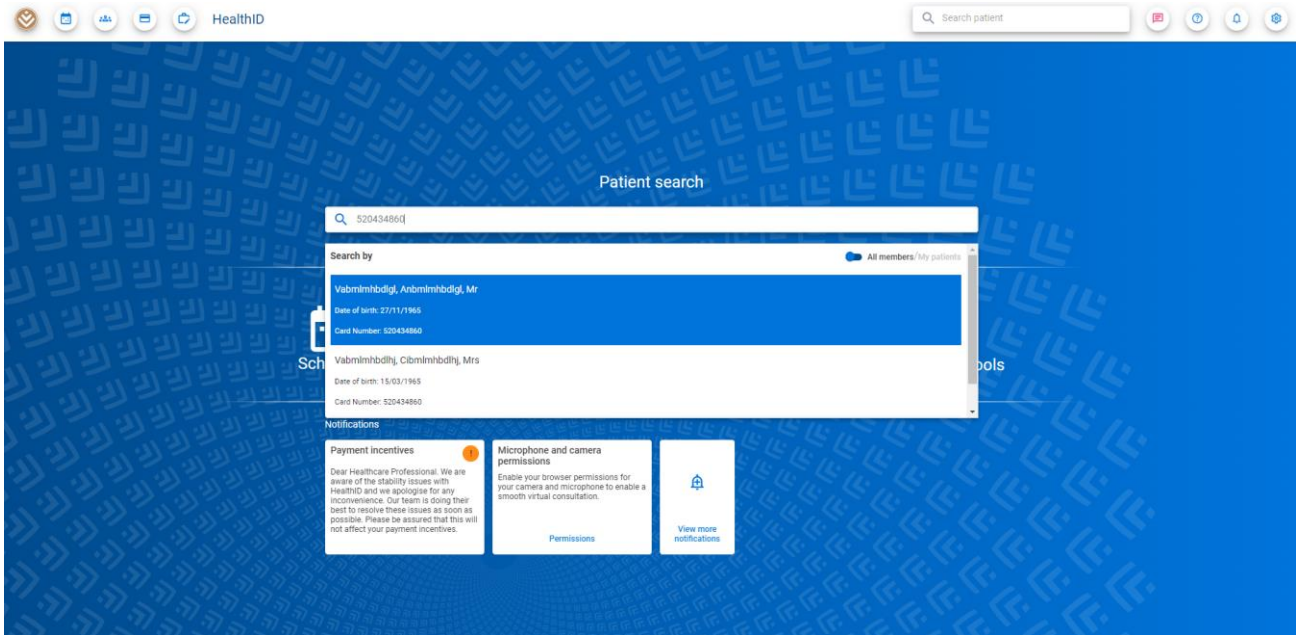 HealthID
Search patient
Patient search
520434860
Search by
All members/My patients
Vabmlmhbdlgl, Anbmlmhbdlgl, Mr
Date of birth: 27/11/1965
Card Number: 520434860
Vabmlmhbdlhj, Cibmlmhbdlhj, Mrs
Date of birth: 15/03/1965
Card Number: 520434860
Sch
ools
Notifications
Payment incentives
Dear Healthcare Professional. We are
aware of the stability issues with
HealthID and we apologise for any
inconvenience. Our team is doing their
best to resolve these issues as soon as
possible. Please be assured that this will
not affect your payment incentives.
Microphone and camera
permissions
Enable your browser permissions for
your camera and microphone to enable a
smooth virtual consultation.
Permissions
View more
notifications